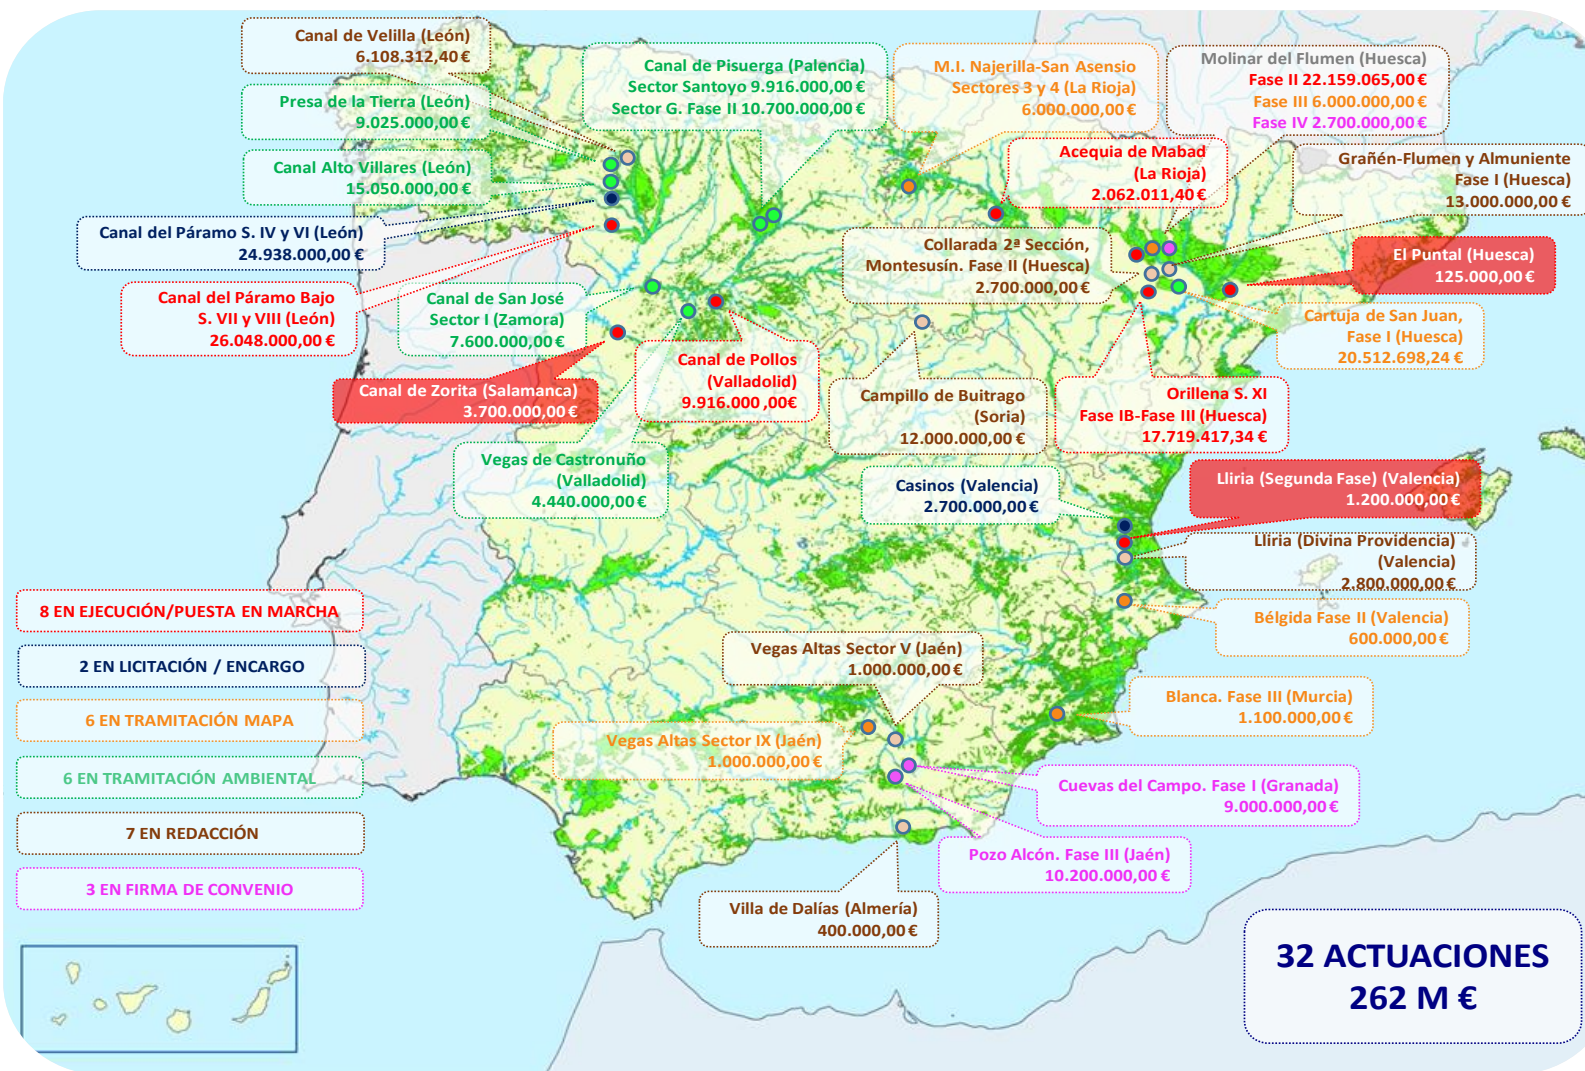 Canal de Velilla (León)
6.108.312,40 €
Presa de la Tierra (León)
9.025.000,00 €
Canal Alto Villares (León)
15.050.000,00 €
Canal del Páramo S. IV y VI (León)
24.938.000,00 €
Canal del Páramo Bajo
S. VII y VIII (León)
26.048.000,00 €
Canal de Pisuerga (Palencia)
Sector Santoyo 9.916.000,00 €
Sector G. Fase II 10.700.000,00 €
M.I. Najerilla-San Asensio
Sectores 3 y 4 (La Rioja)
6.000.000,00 €
Molinar del Flumen (Huesca)
Fase II 22.159.065,00 €
Fase III 6.000.000,00 €
Fase IV 2.700.000,00 €
Acequia de Mabad
(La Rioja)
2.062.011,40 €
Grañén-Flumen y Almuniente
Fase I (Huesca)
13.000.000,00 €
Collarada 2ª Sección,
Montesusín. Fase II (Huesca)
2.700.000,00 €
El Puntal (Huesca)
125.000,00 €
Canal de San José
Sector I (Zamora)
7.600.000,00 €
Cartuja de San Juan,
Fase I (Huesca)
20.512.698,24 €
Canal de Zorita (Salamanca)
3.700.000,00 €
Canal de Pollos
(Valladolid)
9.916.000 ,00€
Campillo de Buitrago
(Soria)
12.000.000,00 €
Orillena S. XI
Fase IB-Fase III (Huesca)
17.719.417,34 €
Vegas de Castronuño
(Valladolid)
4.440.000,00 €
Casinos (Valencia)
2.700.000,00 €
Lliria (Segunda Fase) (Valencia)
1.200.000,00 €
Lliria (Divina Providencia)
(Valencia)
2.800.000,00 €
Bélgida Fase II (Valencia)
600.000,00 €
Vegas Altas Sector V (Jaén)
1.000.000,00 €
Blanca. Fase III (Murcia)
1.100.000,00 €
Vegas Altas Sector IX (Jaén)
1.000.000,00 €
Cuevas del Campo. Fase I (Granada)
9.000.000,00 €
Pozo Alcón. Fase III (Jaén)
10.200.000,00 €
Villa de Dalías (Almería)
400.000,00 €
8 EN EJECUCIÓN/PUESTA EN MARCHA
2 EN LICITACIÓN / ENCARGO
6 EN TRAMITACIÓN MAPA
6 EN TRAMITACIÓN AMBIENTAL
7 EN REDACCIÓN
3 EN FIRMA DE CONVENIO
32 ACTUACIONES
262 M €